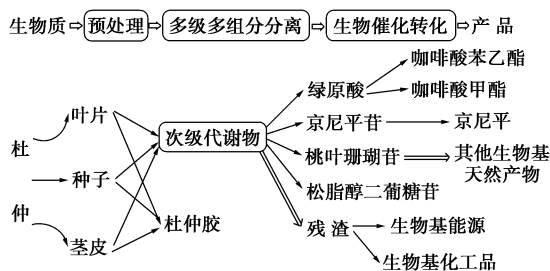 生物质⇨预处理⇨多级多组分分离⇨生物催化转化⇨产 品
咖啡酸苯乙酯
绿原酸
咖啡酸甲酯
叶片
京尼平苷
京尼平
杜
次级代谢物
桃叶珊瑚苷
其他生物基
天然产物
种子
松脂醇二葡糖苷
仲
杜仲胶
残 渣
生物基能源
茎皮
生物基化工品